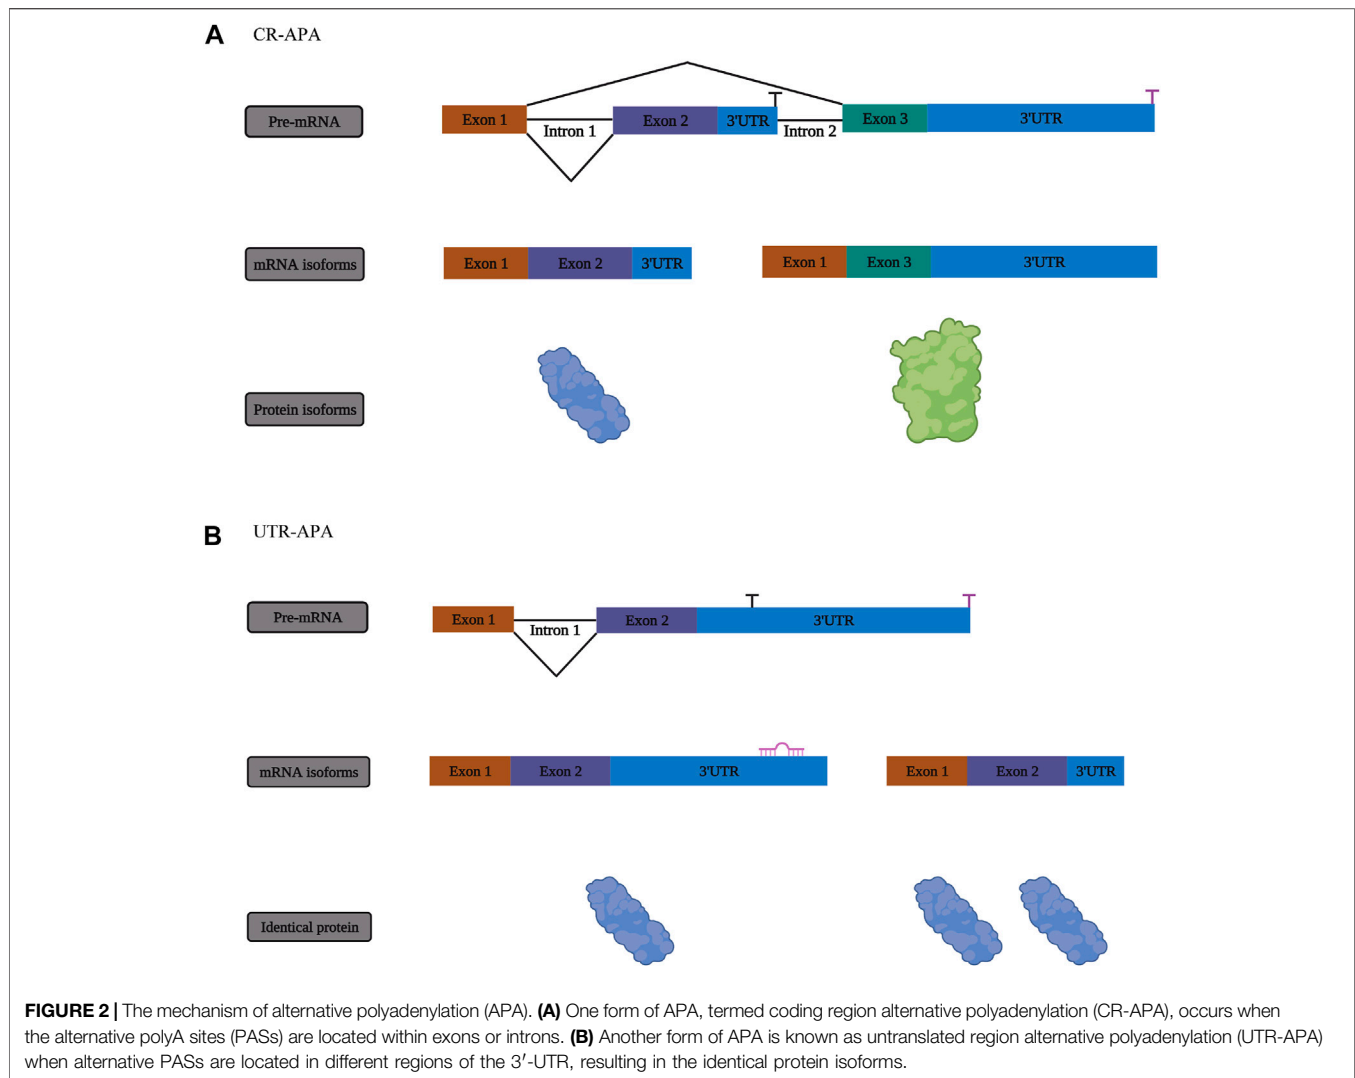 A CR-APA
Pre-mRNA Exon 1 Intron 1 Exon 2 3'UTR Intron 2 Exon 3 3'UTR
mRNA isoforms Exon 1 Exon 2 3'UTR Exon 1 Exon 3 3'UTR
Protein isoforms
B UTR-APA
Pre-mRNA Exon 1 Intron 1 Exon 2 3'UTR
mRNA isoforms Exon 1 Exon 2 3'UTR Exon 1 Exon 2 3'UTR
Identical protein
FIGURE 2 | The mechanism of alternative polyadenylation (APA). (A) One form of APA, termed coding region alternative polyadenylation (CR-APA), occurs when
the alternative polyA sites (PASs) are located within exons or introns. (B) Another form of APA is known as untranslated region alternative polyadenylation (UTR-APA)
when alternative PASs are located in different regions of the 3′-UTR, resulting in the identical protein isoforms.